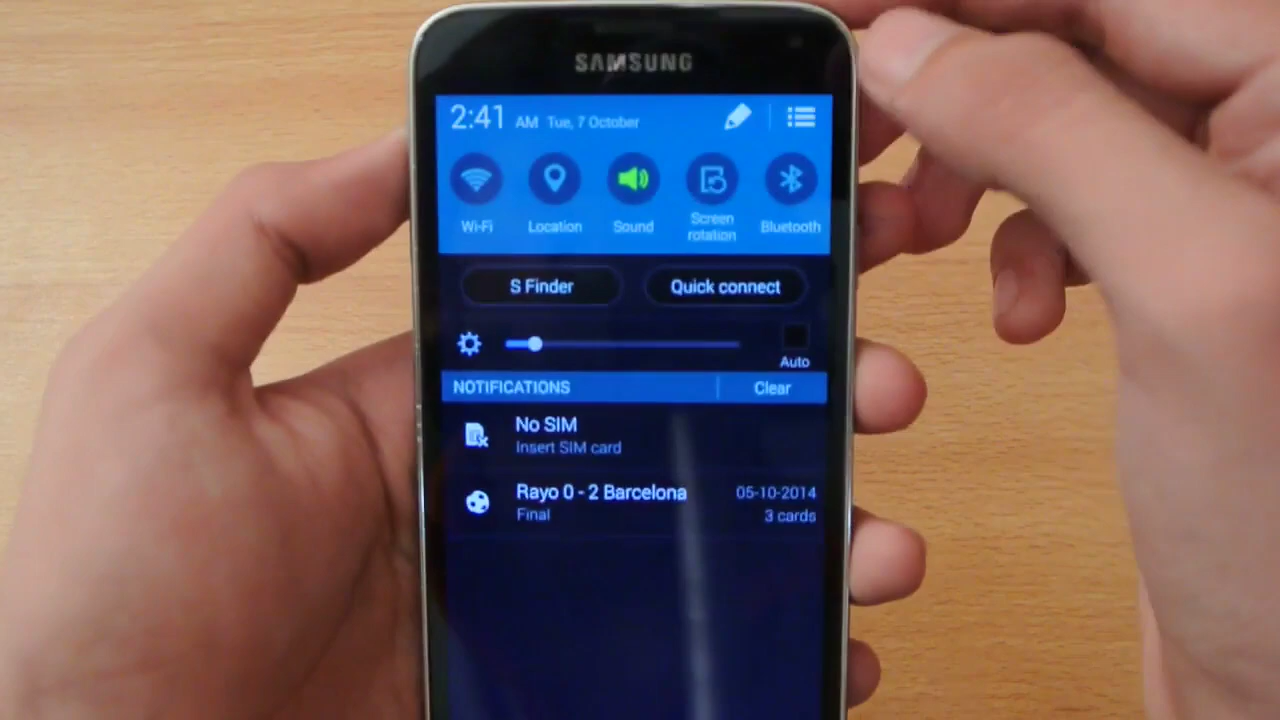 SAMSUNG
2:41 AM Tue, 7 October
Wi-Fi Location Sound Screen rotation Bluetooth
S Finder Quick connect
Auto
NOTIFICATIONS Clear
No SIM
Insert SIM card
Rayo 0 - 2 Barcelona 05-10-2014
Final 3 cards